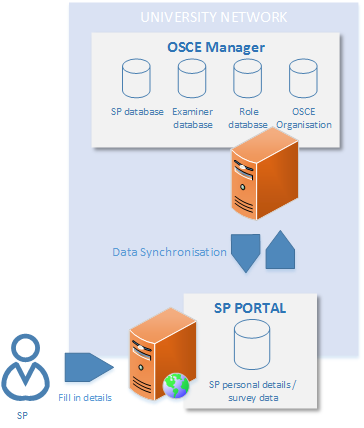 UNIVERSITY NETWORK
OSCE Manager
SP database
Examiner
database
Role
database
OSCE
Organisation
Data Synchronisation
SP PORTAL
SP personal details /
survey data
Fill in details
SP